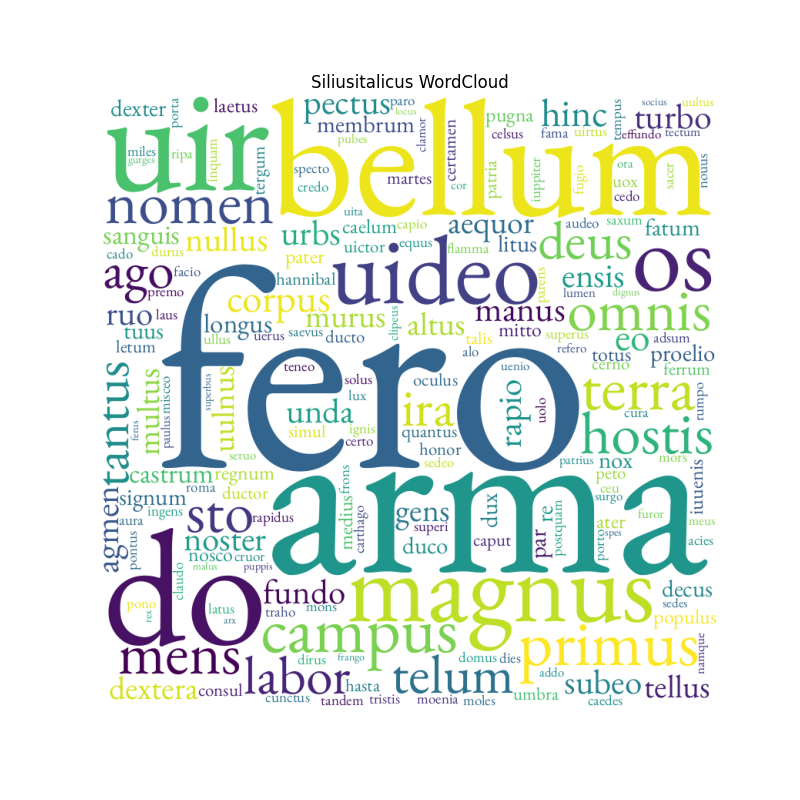 Siliusitalicus WordCloud
dexter
porta
laetus
pectus
paro
locus
clamor
certamen
pugna
celsus
hinc
tempus
socius
uultus
turbo
uir
bellum
miles
gurges
ripa
inquam
tergum
membrum
pubes
specto
credo
martes
cor
patria
fama
uirtus
iuppiter
fugio
effundo
tectum
ora
uox
cedo
sacer
nouus
nomen
uita
caelum
capio
aequor
audeo
saxum
fatum
sanguis
nullus
urbs
uictor
equus
litus
deus
os
cado
durus
pater
flamma
uideo
parens
ensis
lumen
dignus
ago
facio
premo
hannibal
corpus
manus
omnis
ruo
laus
tuus
letum
longus
ullus
uerus
murus
saeuus
ducto
clipeus
altus
talis
mitto
superus
refero
eo
totus
adsum
proelio
cerno
ferrum
fero
alo
teneo
solus
oculus
uenio
terra
rumpo
tantus
multus
misceo
paulus
superbus
uulnus
lux
unda
ira
rapio
uolo
cura
ferus
simul
ignis
certo
quantus
honor
hostis
seruo
sedeo
patrius
nox
mors
castrum
regnum
roma
ductor
frons
medius
peto
ceu
surgo
iuuenis
agmen
signum
ingens
aura
pontus
sto
rapidus
arma
carthago
gens
superi
dux
par
re
postquam
ater
porto
spes
furor
meus
acies
noster
nosco
cruor
duco
caput
do
claudo
malus
puppis
pono
rex
latus
arx
fundo
traho
mons
magnus
decus
sedes
populus
mens
campus
primus
namque
dirus
frango
domus
dies
labor
telum
addo
subeo
tellus
dextera
consul
cunctus
hasta
tandem
tristis
moenia
moles
umbra
caedes